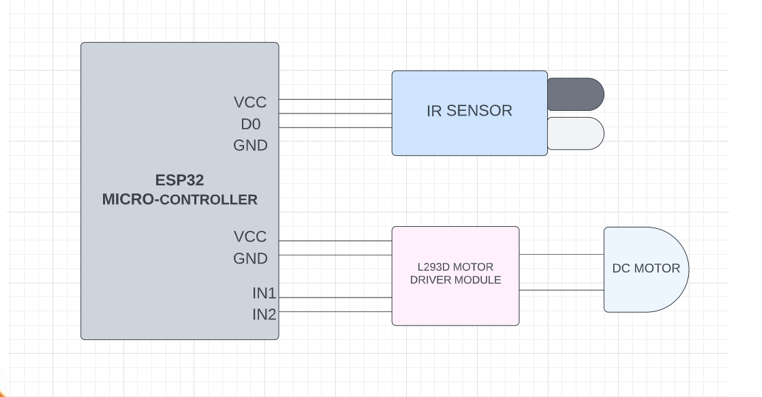 VCC
D0
GND
ESP32
MICRO-CONTROLLER
VCC
GND
IN1
IN2
IR SENSOR
L293D MOTOR
DRIVER MODULE
DC MOTOR